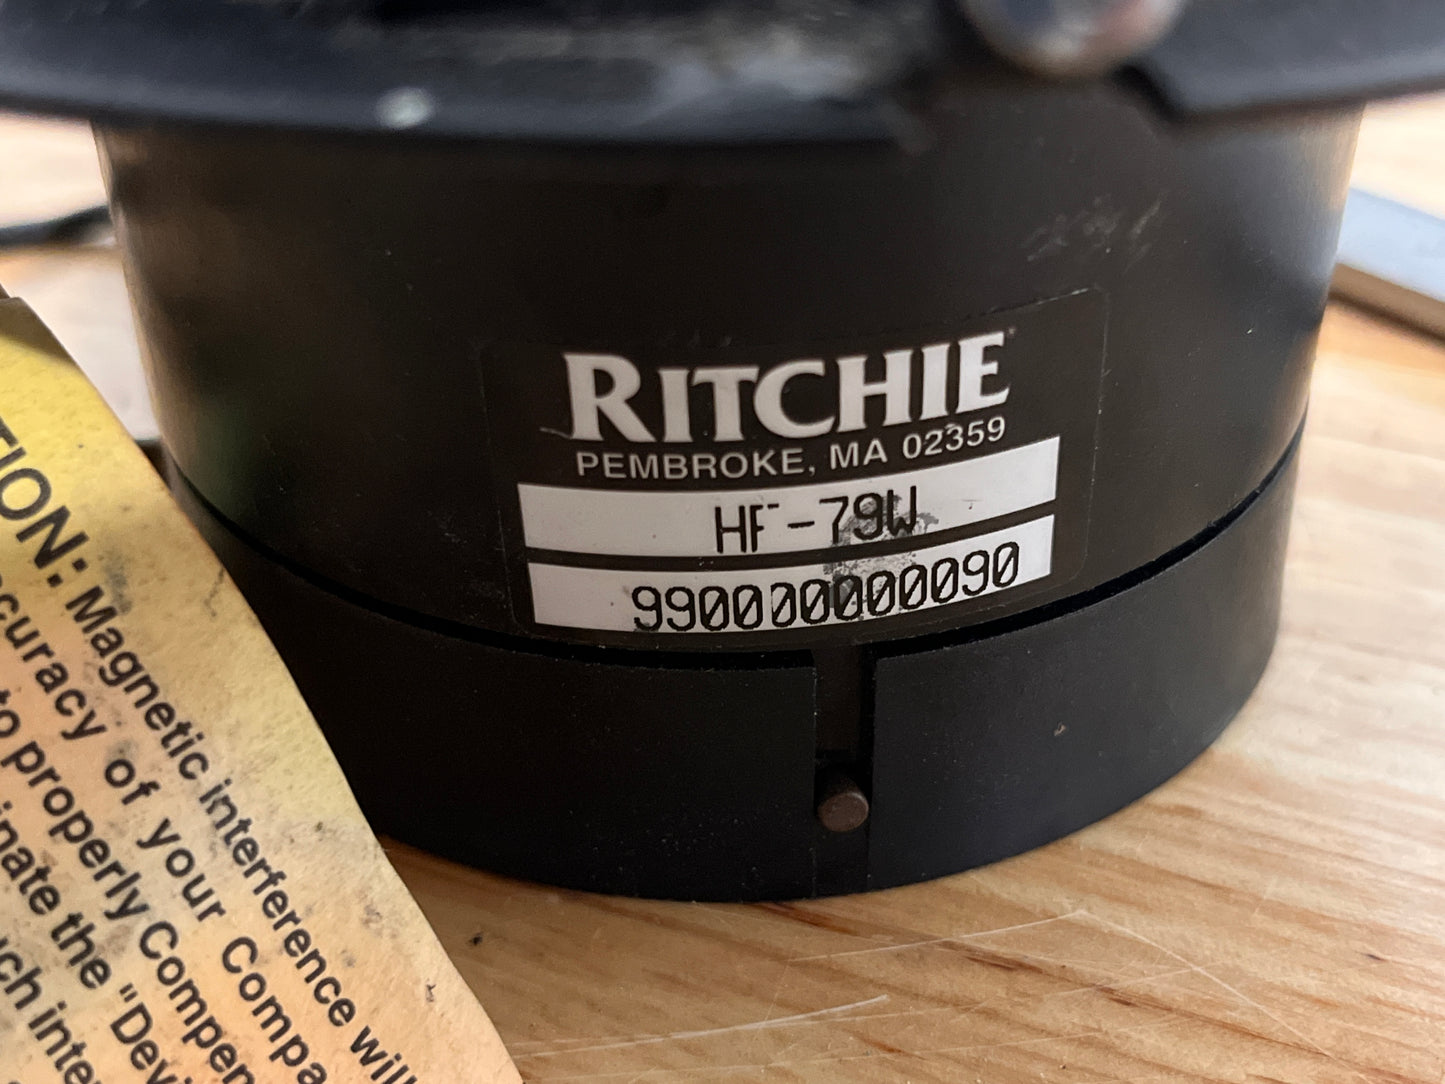 RITCHIE
PEMBROKE, MA 02359
HF-79W
990000000090
TION: Magnetic interference will
curacy of your Compa
to properly Compen
inate the "Devi
ch inte